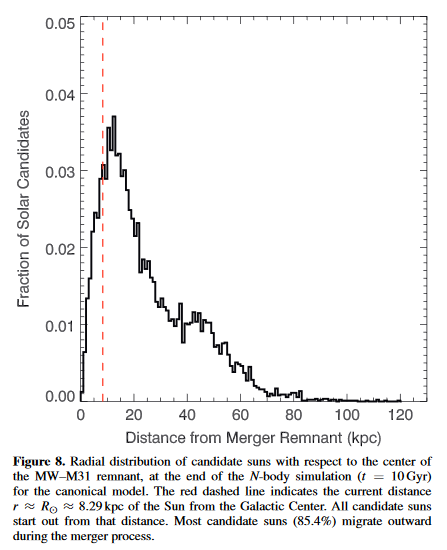 0.05
0.04
0.03
0.02
0.01
0.00
Fraction of Solar Candidates
0 20 40 60 80 100 120
Distance from Merger Remnant (kpc)
Figure 8. Radial distribution of candidate suns with respect to the center of
the MW–M31 remnant, at the end of the N-body simulation (t = 10 Gyr)
for the canonical model. The red dashed line indicates the current distance
r ≈ R⊙ ≈ 8.29 kpc of the Sun from the Galactic Center. All candidate suns
start out from that distance. Most candidate suns (85.4%) migrate outward
during the merger process.